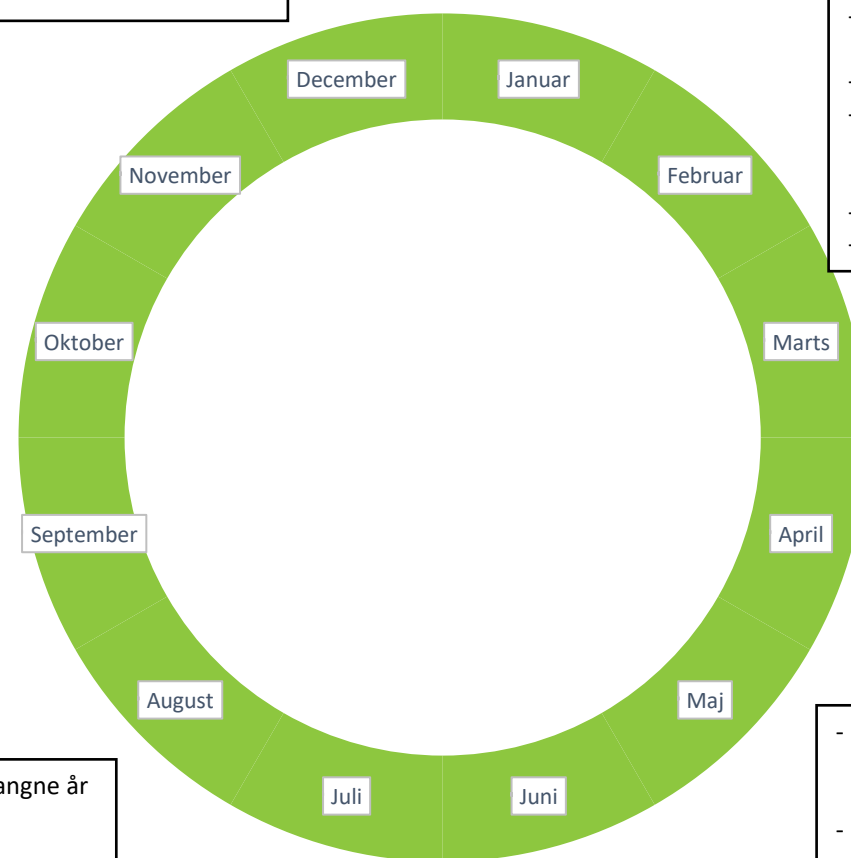 December
Januar
November
Februar
Oktober
Marts
September
April
August
Maj
angne år
Juli
Juni
-
-